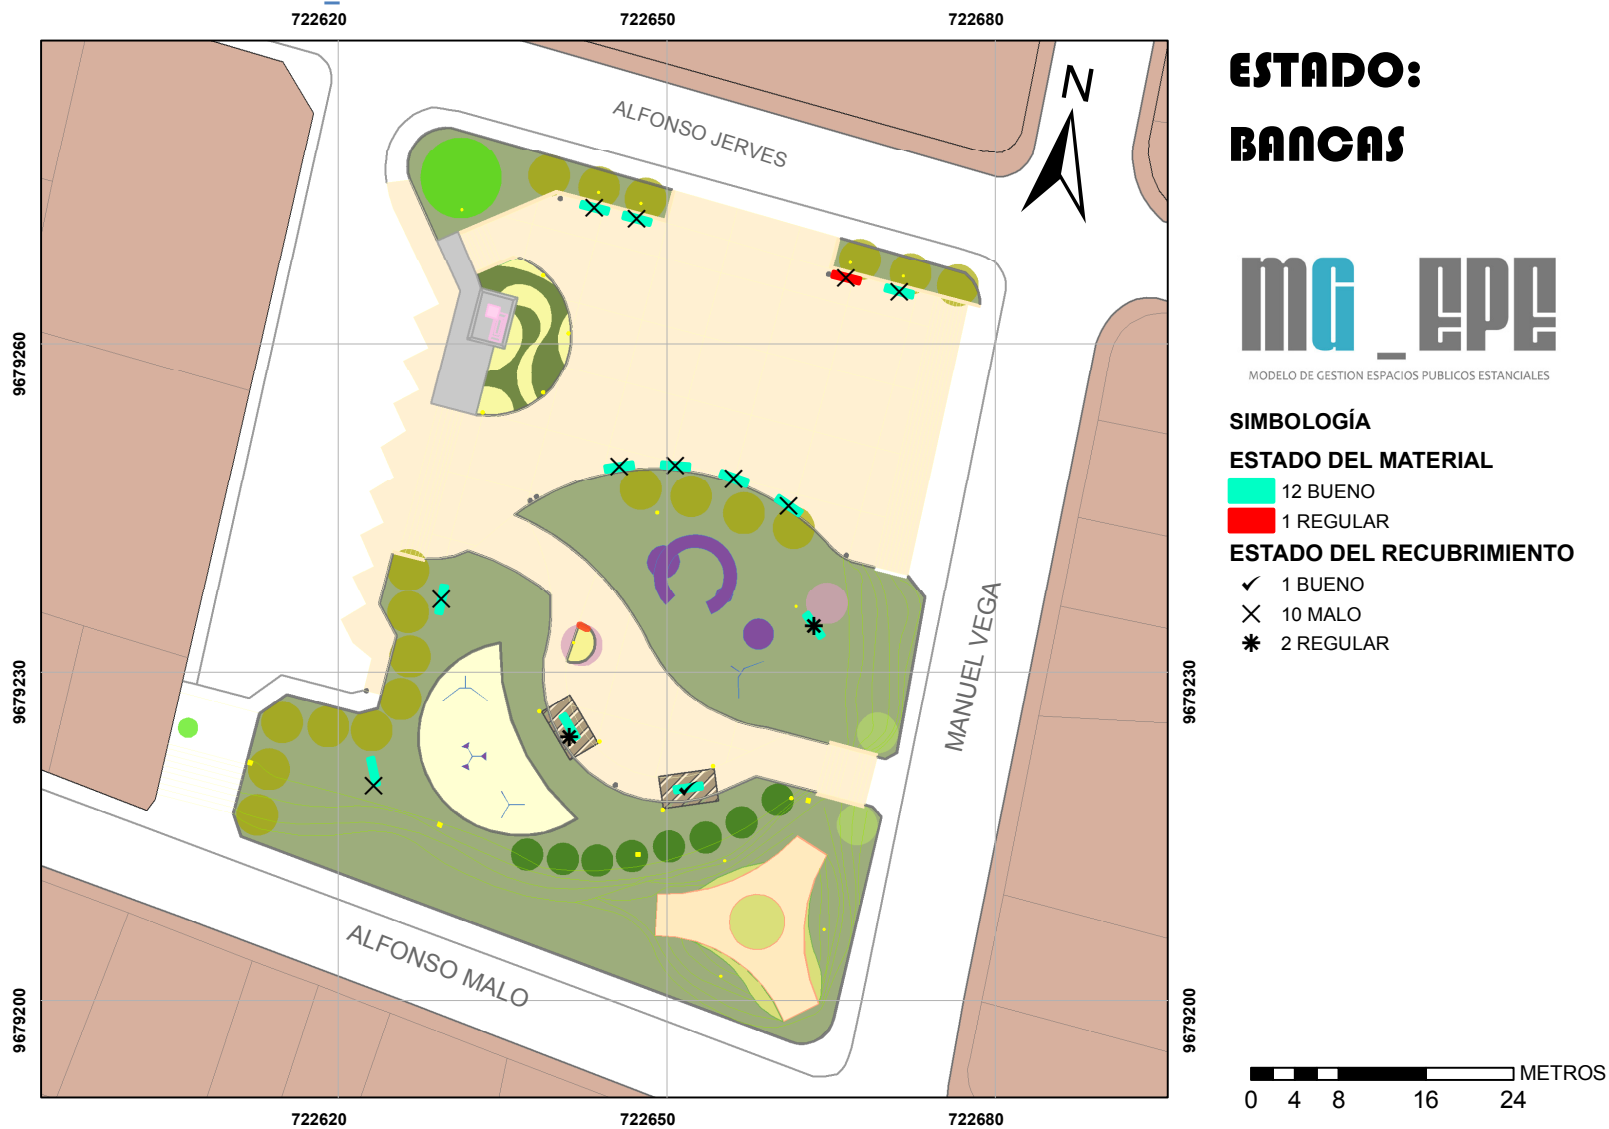 722620 722650 722680
ESTADO:
BANCAS
N
ALFONSO JERVES
MG_EPE
MODELO DE GESTION ESPACIOS PUBLICOS ESTANCIALES
9679260
SIMBOLOGÍA
ESTADO DEL MATERIAL
12 BUENO
1 REGULAR
ESTADO DEL RECUBRIMIENTO
1 BUENO
10 MALO
2 REGULAR
MANUEL VEGA
9679230 9679230
ALFONSO MALO
9679200 9679200
METROS
0 4 8 16 24
722620 722650 722680